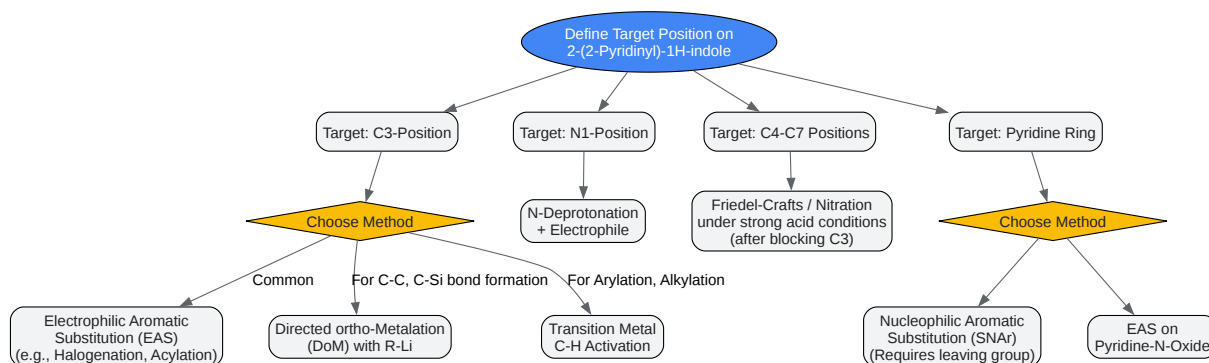 Define Target Position on
2-(2-Pyridinyl)-1H-indole
Target: C3-Position
Target: N1-Position
Target: C4-C7 Positions
Target: Pyridine Ring
Choose Method
N-Deprotonation
+ Electrophile
Friedel-Crafts / Nitration
under strong acid conditions
(after blocking C3)
Choose Method
Common
For C-C, C-Si bond formation
For Arylation, Alkylation
Electrophilic Aromatic
Substitution (EAS)
(e.g., Halogenation, Acylation)
Directed ortho-Metalation
(DoM) with R-Li
Transition Metal
C-H Activation
Nucleophilic Aromatic
Substitution (SNAr)
(Requires leaving group)
EAS on
Pyridine-N-Oxide